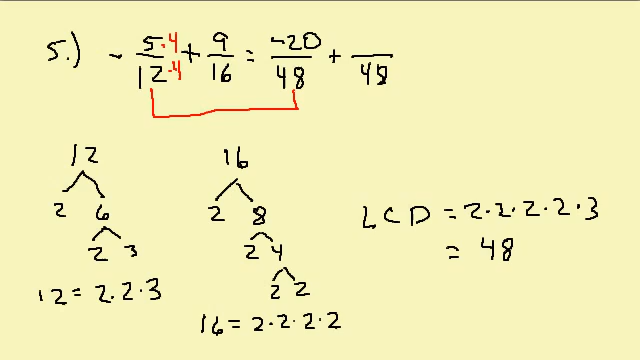 5.) - 5·4/12·4 + 9/16 = -20/48 + /48
12
16
2 6
2 8
2 3
2 4
2 2
12 = 2·2·3
16 = 2·2·2·2
LCD = 2·2·2·2·3
= 48